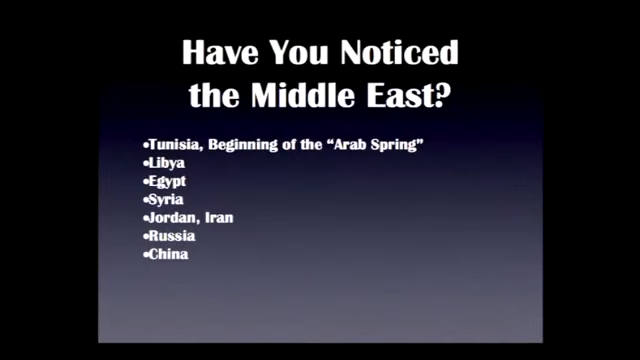 Have You Noticed
the Middle East?
•Tunisia, Beginning of the “Arab Spring”
•Libya
•Egypt
•Syria
•Jordan, Iran
•Russia
•China